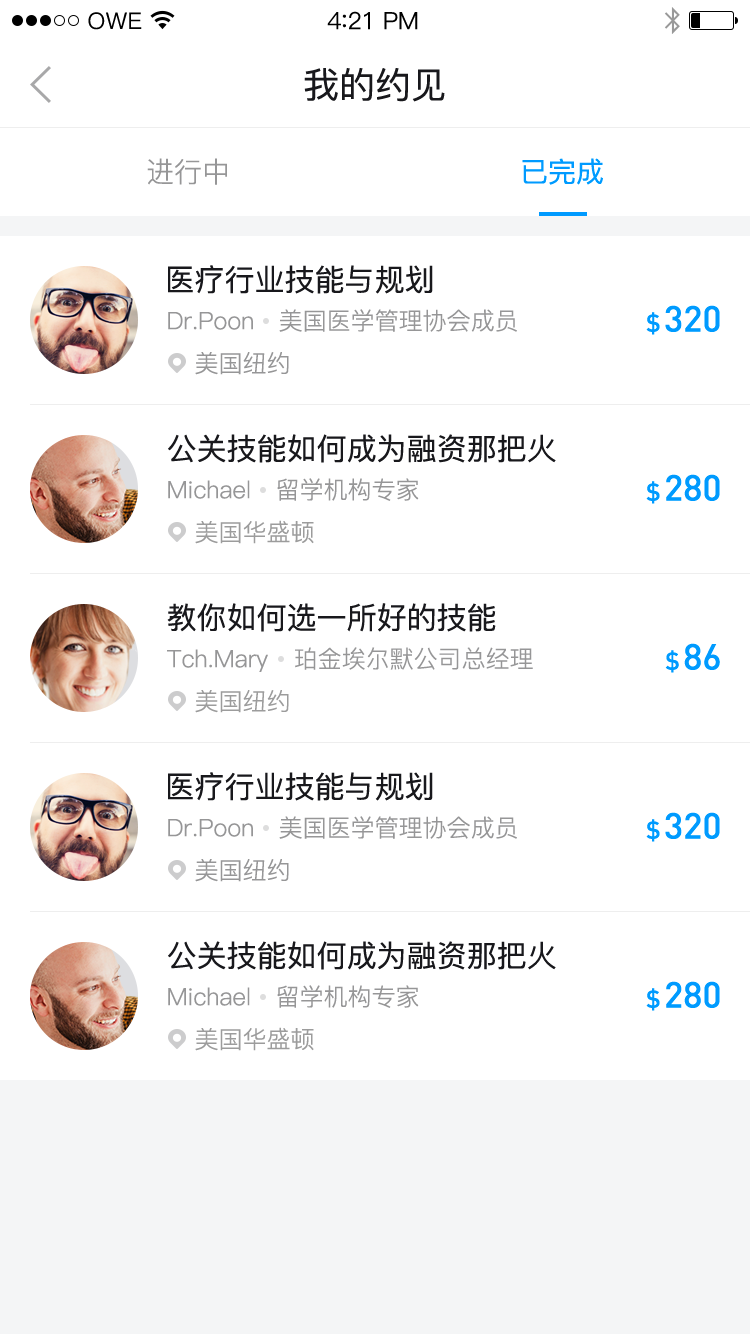 OWE 4:21 PM
我的约见
进行中 已完成
医疗行业技能与规划
Dr.Poon • 美国医学管理协会成员 $320
美国纽约
公关技能如何成为融资那把火
Michael • 留学机构专家 $280
美国华盛顿
教你如何选一所好的技能
Tch.Mary • 珀金埃尔默公司总经理 $86
美国纽约
医疗行业技能与规划
Dr.Poon • 美国医学管理协会成员 $320
美国纽约
公关技能如何成为融资那把火
Michael • 留学机构专家 $280
美国华盛顿